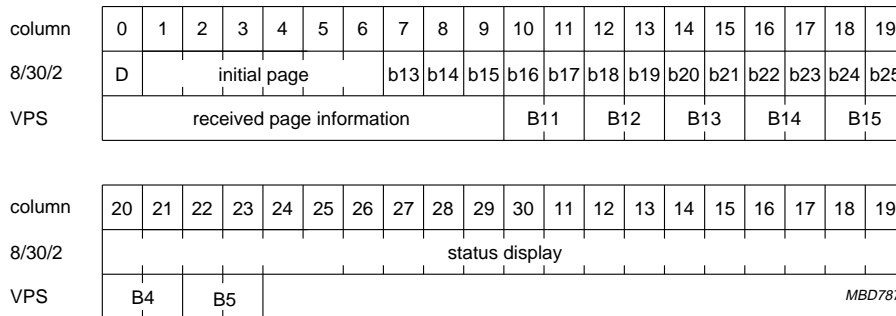 column 0 1 2 3 4 5 6 7 8 9 10 11 12 13 14 15 16 17 18 19
8/30/2 D initial page b13 b14 b15 b16 b17 b18 b19 b20 b21 b22 b23 b24 b25
VPS received page information B11 B12 B13 B14 B15
column 20 21 22 23 24 25 26 27 28 29 30 11 12 13 14 15 16 17 18 19
8/30/2 status display
VPS B4 B5 MBD787